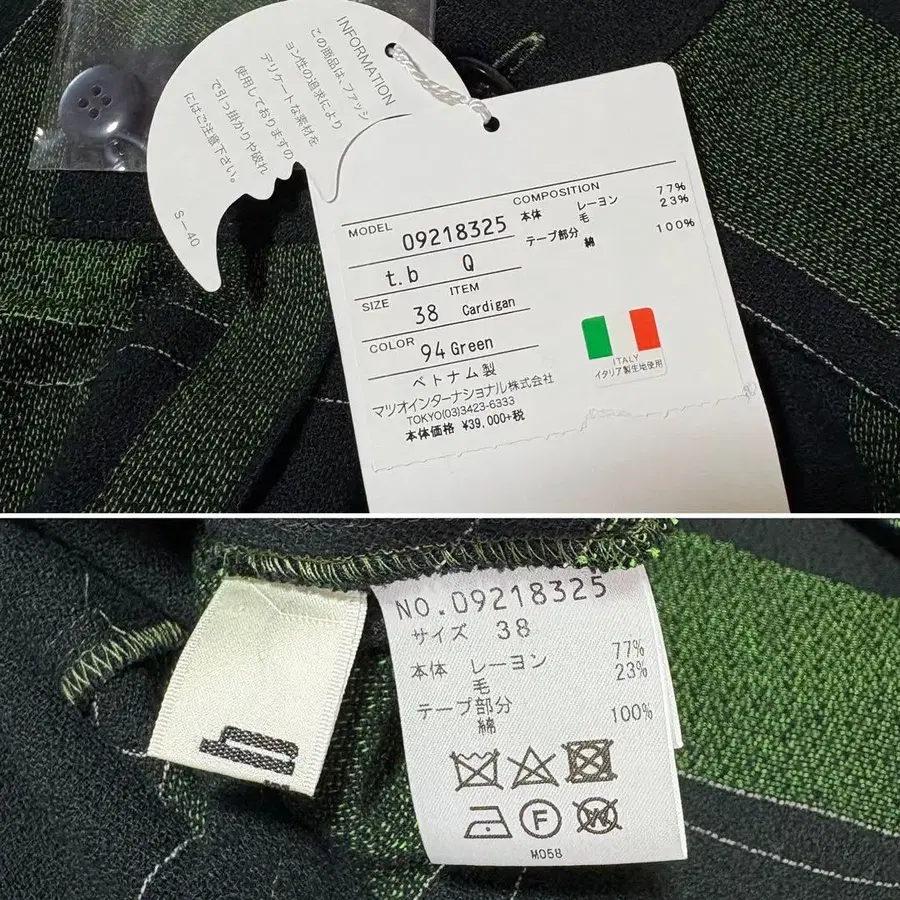 INFORMATION
この商品は、ファッシ
ョン性の追求により
デリケートな素材を
使用しておりますの
で引っ掛かりや破れ
にはご注意下さい。
S-40
MODEL 09218325
t.b Q
SIZE 38
ITEM Cardigan
COLOR 94 Green
ベトナム製
マツオインターナショナル株式会社
TOKYO(03)3423-6333
本体価格 ¥39,000+税
COMPOSITION
本体 レーヨン 77%
毛 23%
テープ部分
綿 100%
ITALY
イタリア製生地使用
NO.09218325
サイズ 38
本体 レーヨン 77%
毛 23%
テープ部分
綿 100%
F
W
M058